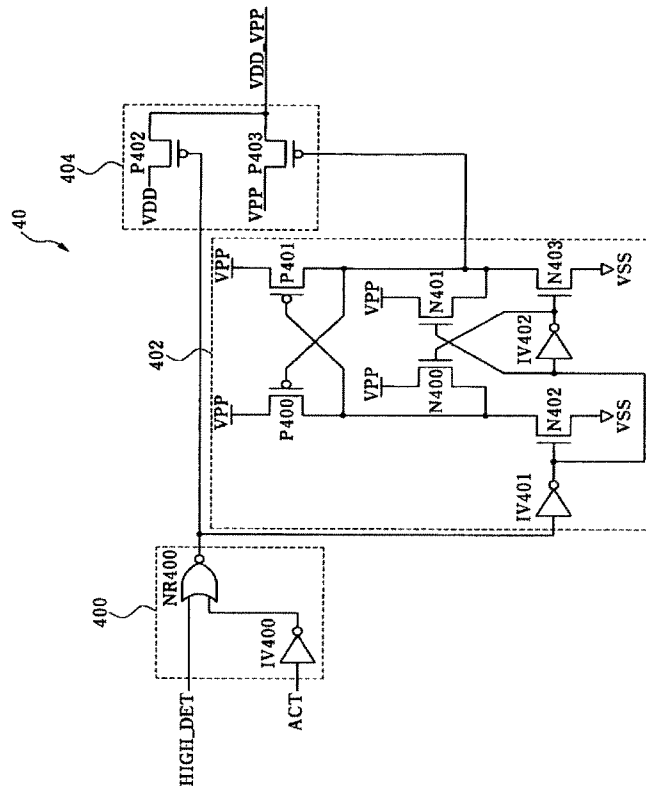 40
400
HIGH_DET
ACT
NR400
IV400
402
VPP
VPP
P400
P401
VPP
VPP
N400
N401
IV401
N402
IV402
N403
VSS
VSS
404
VDD
P402
VPP
P403
VDD_VPP